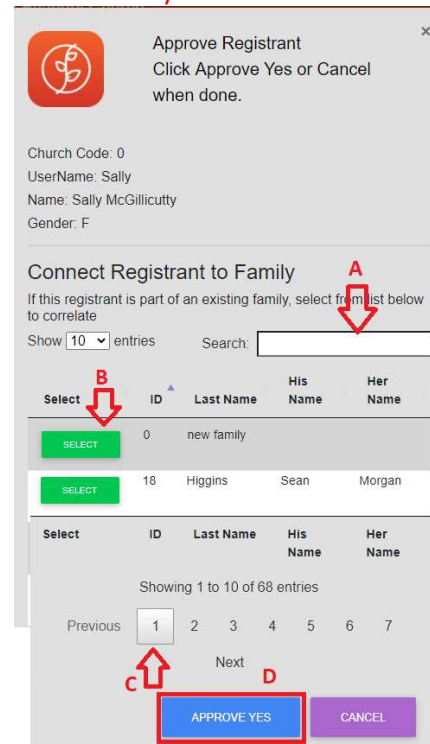 ×
Approve Registrant
Click Approve Yes or Cancel
when done.
Church Code: 0
UserName: Sally
Name: Sally McGillicutty
Gender: F
Connect Registrant to Family
A
If this registrant is part of an existing family, select from list below
to correlate
Show 10 entries Search:
B
Select ID Last Name His Name Her Name
SELECT 0 new family
SELECT 18 Higgins Sean Morgan
Select ID Last Name His Name Her Name
Showing 1 to 10 of 68 entries
Previous 1 2 3 4 5 6 7
Next
C
D
APPROVE YES CANCEL